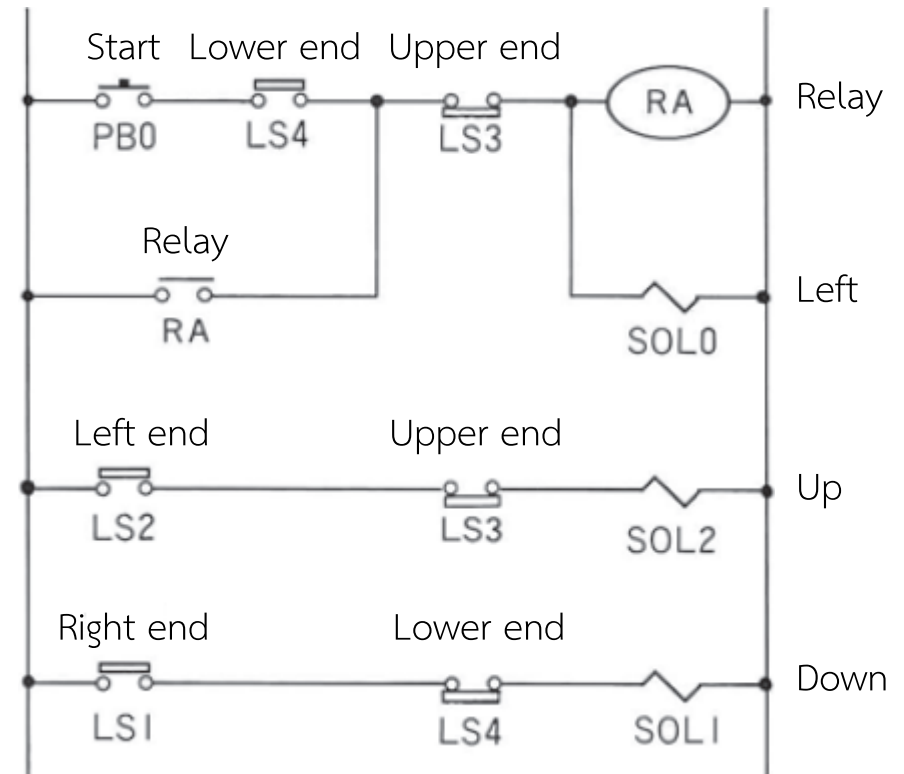 Start Lower end Upper end
RA Relay
PB0 LS4 LS3
Relay
Left
RA SOL0
Left end Upper end
Up
LS2 LS3 SOL2
Right end Lower end
Down
LS1 LS4 SOL1